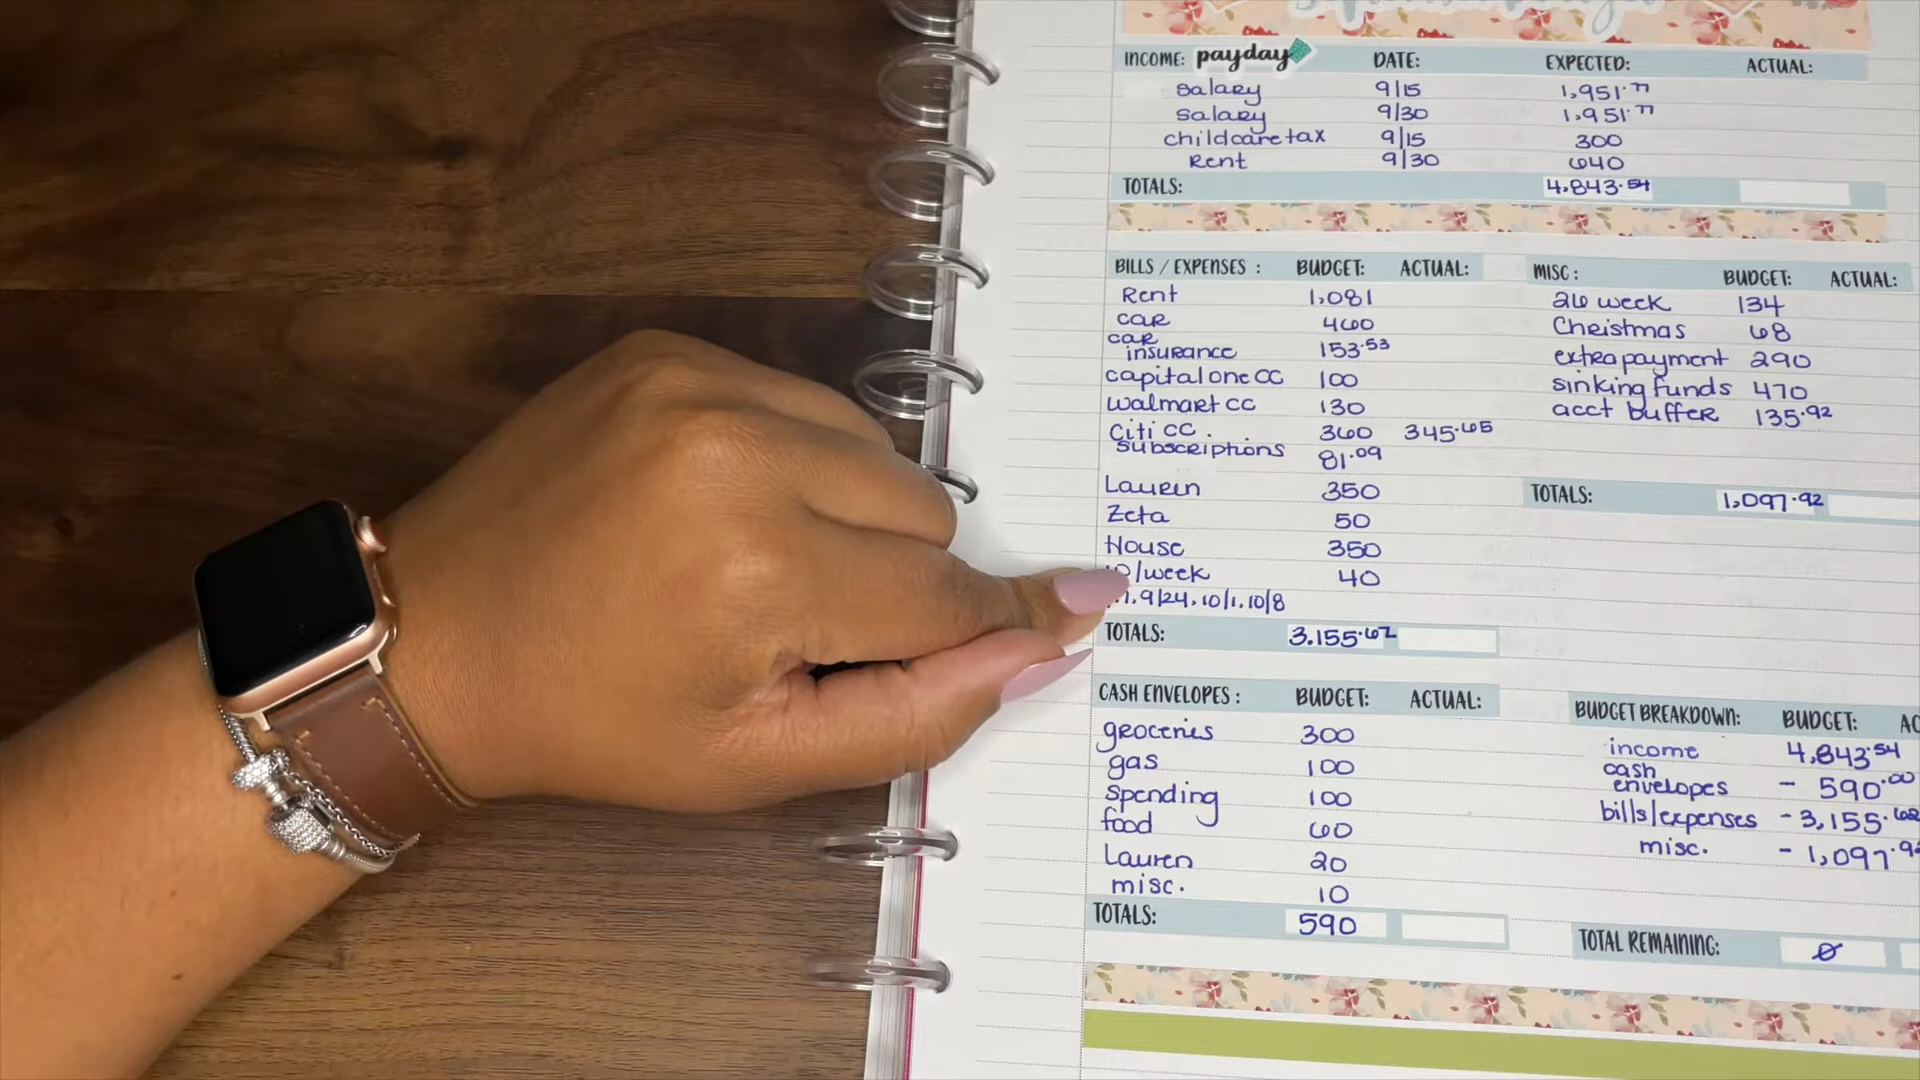 INCOME: payday DATE: EXPECTED: ACTUAL:
salary 9/15 1,951.77
salary 9/30 1,951.77
childcare tax 9/15 300
Rent 9/30 640
TOTALS: 4,843.54
BILLS / EXPENSES : BUDGET: ACTUAL:
Rent 1,081
car 460
car
insurance 153.53
capital one CC 100
walmart CC 130
Citi CC. 360 345.65
subscriptions 81.09
Lauren 350
Zeta 50
House 350
/week 40
9/24, 10/1, 10/8
TOTALS: 3,155.62
MISC : BUDGET: ACTUAL:
26 week 134
Christmas 68
extra payment 290
sinking funds 470
acct buffer 135.92
TOTALS: 1,097.92
CASH ENVELOPES : BUDGET: ACTUAL:
groceries 300
gas 100
spending 100
food 60
Lauren 20
misc. 10
TOTALS: 590
BUDGET BREAKDOWN: BUDGET: AC
income 4,843.54
cash
envelopes - 590.00
bills/expenses - 3,155.62
misc. - 1,097.92
TOTAL REMAINING: 0